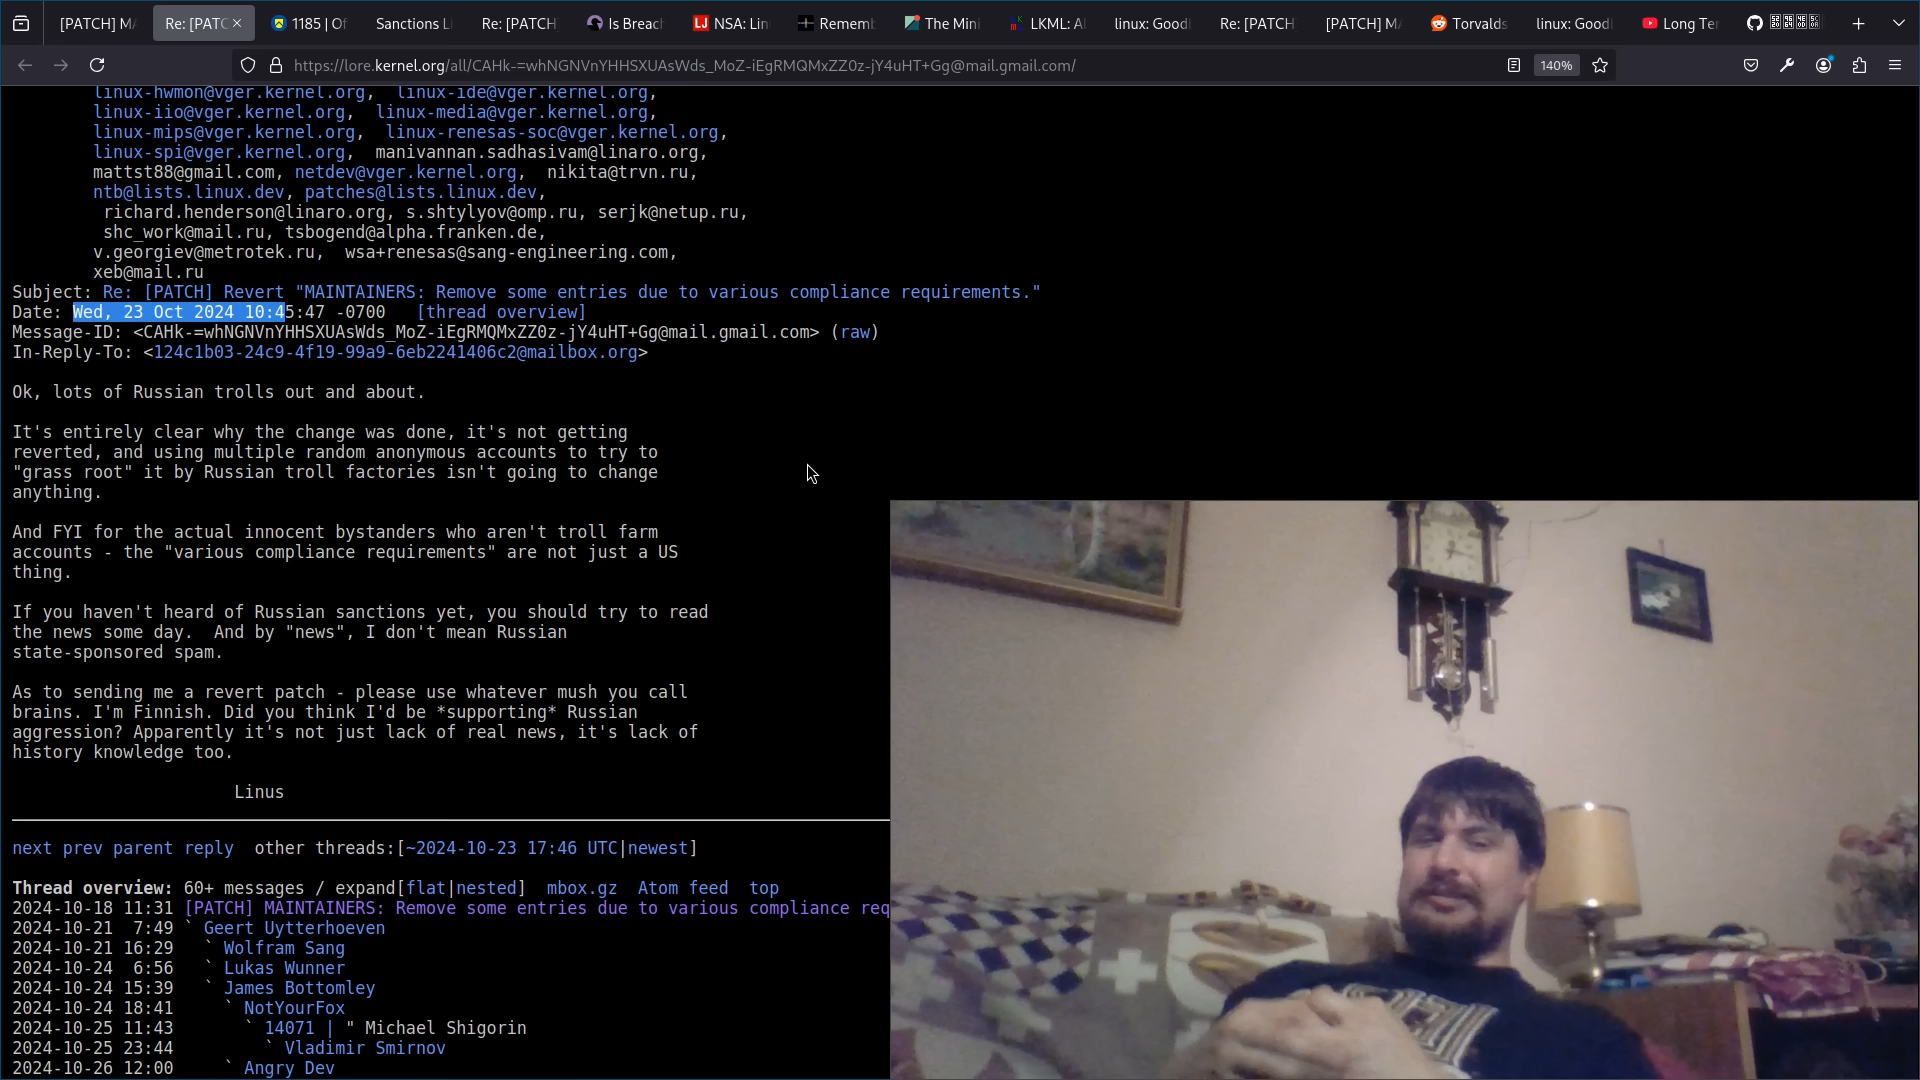 [PATCH] MA
Re: [PATC
1185 | Of
Sanctions Li
Re: [PATCH
Is Breach
NSA: Lin
Rememb
The Mini
LKML: Al
linux: Goodl
Re: [PATCH
[PATCH] MA
Torvalds
linux: Goodl
Long Ter
https://lore.kernel.org/all/CAHk-=whNGNVnYHHSXUAsWds_MoZ-iEgRMQMxZZ0z-jY4uHT+Gg@mail.gmail.com/
140%
linux-hwmon@vger.kernel.org, linux-ide@vger.kernel.org,
linux-iio@vger.kernel.org, linux-media@vger.kernel.org,
linux-mips@vger.kernel.org, linux-renesas-soc@vger.kernel.org,
linux-spi@vger.kernel.org, manivannan.sadhasivam@linaro.org,
mattst88@gmail.com, netdev@vger.kernel.org, nikita@trvn.ru,
ntb@lists.linux.dev, patches@lists.linux.dev,
richard.henderson@linaro.org, s.shtylyov@omp.ru, serjk@netup.ru,
shc_work@mail.ru, tsbogend@alpha.franken.de,
v.georgiev@metrotek.ru, wsa+renesas@sang-engineering.com,
xeb@mail.ru
Subject: Re: [PATCH] Revert "MAINTAINERS: Remove some entries due to various compliance requirements."
Date: Wed, 23 Oct 2024 10:45:47 -0700 [thread overview]
Message-ID: <CAHk-=whNGNVnYHHSXUAsWds_MoZ-iEgRMQMxZZ0z-jY4uHT+Gg@mail.gmail.com> (raw)
In-Reply-To: <124c1b03-24c9-4f19-99a9-6eb2241406c2@mailbox.org>
Ok, lots of Russian trolls out and about.
It's entirely clear why the change was done, it's not getting
reverted, and using multiple random anonymous accounts to try to
"grass root" it by Russian troll factories isn't going to change
anything.
And FYI for the actual innocent bystanders who aren't troll farm
accounts - the "various compliance requirements" are not just a US
thing.
If you haven't heard of Russian sanctions yet, you should try to read
the news some day.  And by "news", I don't mean Russian
state-sponsored spam.
As to sending me a revert patch - please use whatever mush you call
brains. I'm Finnish. Did you think I'd be *supporting* Russian
aggression? Apparently it's not just lack of real news, it's lack of
history knowledge too.
Linus
next prev parent reply  other threads:[~2024-10-23 17:46 UTC|newest]
Thread overview: 60+ messages / expand[flat|nested]  mbox.gz  Atom feed  top
2024-10-18 11:31 [PATCH] MAINTAINERS: Remove some entries due to various compliance req
2024-10-21  7:49 ` Geert Uytterhoeven
2024-10-21 16:29   ` Wolfram Sang
2024-10-24  6:56   ` Lukas Wunner
2024-10-24 15:39   ` James Bottomley
2024-10-24 18:41     ` NotYourFox
2024-10-25 11:43       ` 14071 | " Michael Shigorin
2024-10-25 23:44         ` Vladimir Smirnov
2024-10-26 12:00     ` Angry Dev